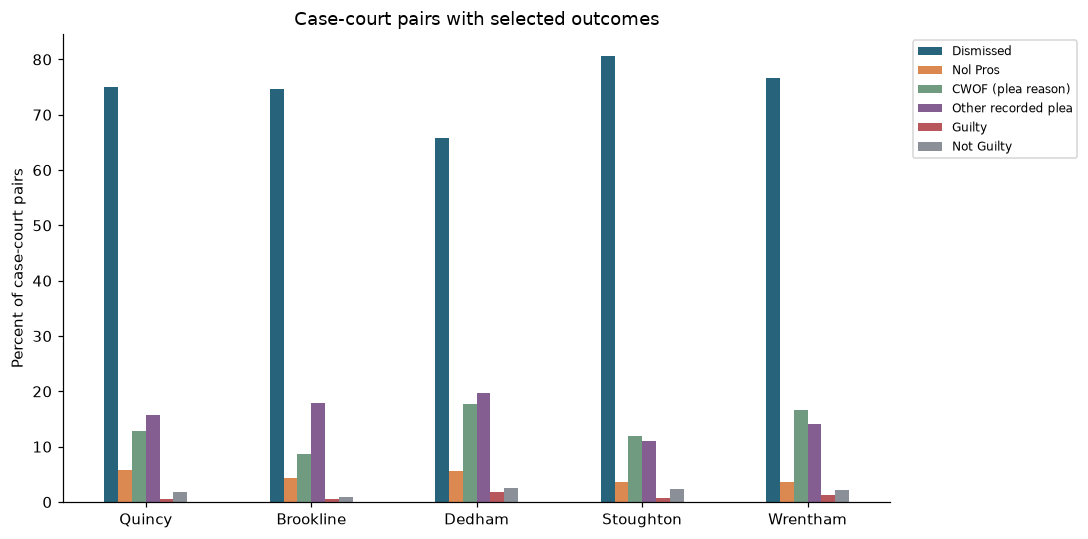 Case-court pairs with selected outcomes
Percent of case-court pairs
80
70
60
50
40
30
20
10
0
Quincy
Brookline
Dedham
Stoughton
Wrentham
Dismissed
Nol Pros
CWOF (plea reason)
Other recorded plea
Guilty
Not Guilty